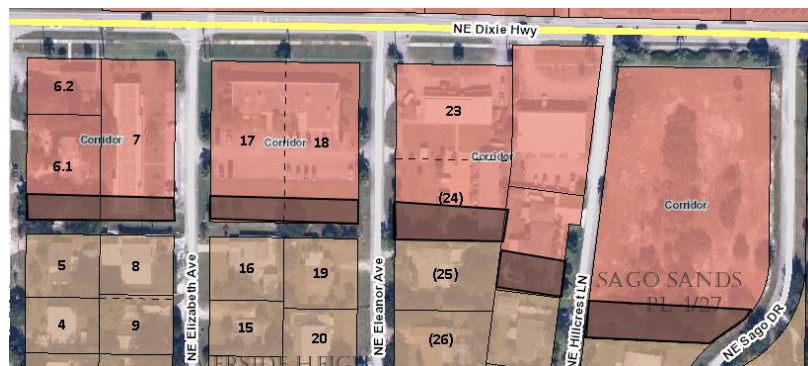 NE Dixie Hwy
6.2
Corridor
7
6.1
17
Corridor
18
23
Corridor
(24)
Corridor
5
8
16
19
(25)
SAGO SANDS
PL 4/27
4
9
15
20
(26)
NE Elizabeth Ave
NE Eleanor Ave
NE Hillcrest LN
NE Sago DR